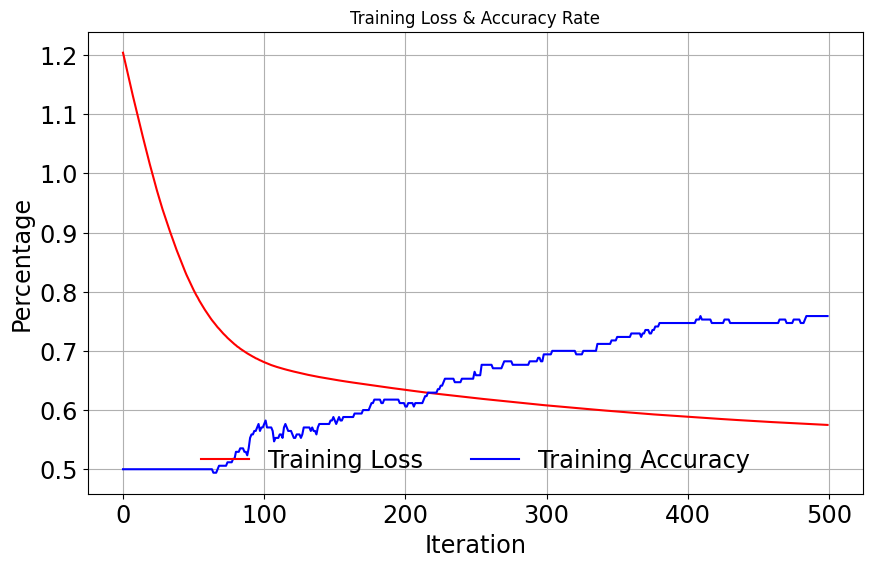 Training Loss & Accuracy Rate
1.2
1.1
1.0
0.9
0.8
0.7
0.6
0.5
Percentage
Training Loss
Training Accuracy
0
100
200
300
400
500
Iteration